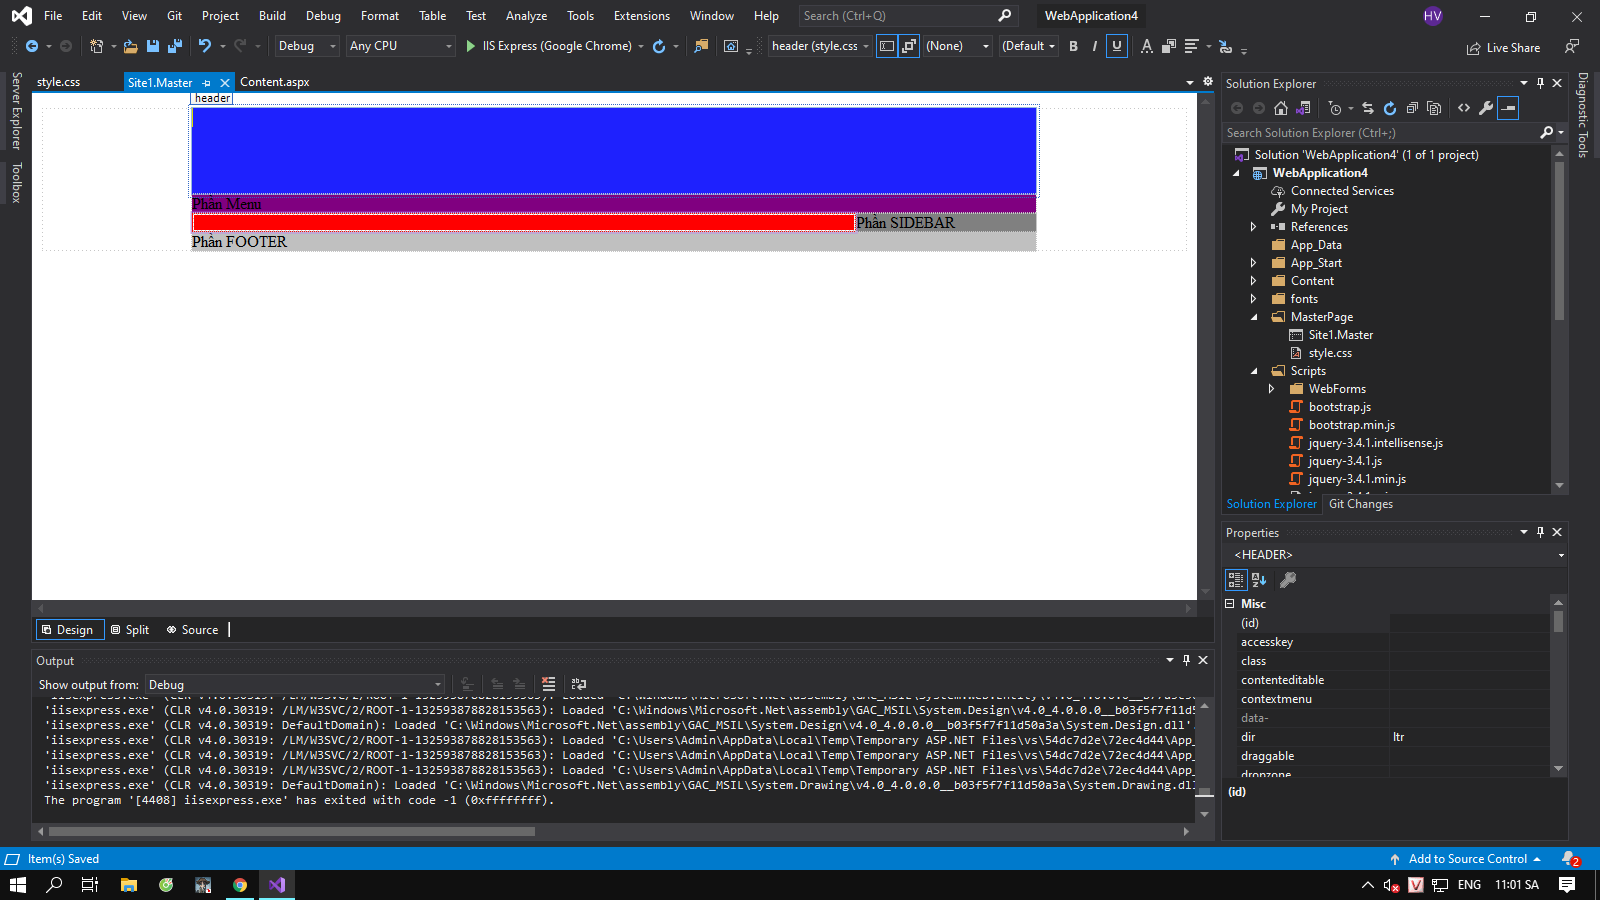 File Edit View Git Project Build Debug Format Table Test Analyze Tools Extensions Window Help Search (Ctrl+Q) WebApplication4 HV
Debug Any CPU IIS Express (Google Chrome) header (style.css (None) (Default B I U A Live Share
style.css Site1.Master Content.aspx
Server Explorer
Toolbox
header
Phần Menu
Phần SIDEBAR
Phần FOOTER
Design Split Source
Output
Show output from: Debug
'iisexpress.exe' (CLR v4.0.30319: /LM/W3SVC/2/ROOT-1-132593878828153563): Loaded 'C:\Windows\Microsoft.Net\assembly\GAC_MSIL\System.Design\v4.0_4.0.0.0__b03f5f7f11d
'iisexpress.exe' (CLR v4.0.30319: DefaultDomain): Loaded 'C:\Windows\Microsoft.Net\assembly\GAC_MSIL\System.Design\v4.0_4.0.0.0__b03f5f7f11d50a3a\System.Design.dll'
'iisexpress.exe' (CLR v4.0.30319: /LM/W3SVC/2/ROOT-1-132593878828153563): Loaded 'C:\Users\Admin\AppData\Local\Temp\Temporary ASP.NET Files\vs\54dc7d2e\72ec4d44\App_
'iisexpress.exe' (CLR v4.0.30319: /LM/W3SVC/2/ROOT-1-132593878828153563): Loaded 'C:\Users\Admin\AppData\Local\Temp\Temporary ASP.NET Files\vs\54dc7d2e\72ec4d44\App_
'iisexpress.exe' (CLR v4.0.30319: /LM/W3SVC/2/ROOT-1-132593878828153563): Loaded 'C:\Users\Admin\AppData\Local\Temp\Temporary ASP.NET Files\vs\54dc7d2e\72ec4d44\App_
'iisexpress.exe' (CLR v4.0.30319: DefaultDomain): Loaded 'C:\Windows\Microsoft.Net\assembly\GAC_MSIL\System.Drawing\v4.0_4.0.0.0__b03f5f7f11d50a3a\System.Drawing.dll
The program '[4408] iisexpress.exe' has exited with code -1 (0xffffffff).
Solution Explorer
Search Solution Explorer (Ctrl+;)
Solution 'WebApplication4' (1 of 1 project)
WebApplication4
Connected Services
My Project
References
App_Data
App_Start
Content
fonts
MasterPage
Site1.Master
style.css
Scripts
WebForms
bootstrap.js
bootstrap.min.js
jquery-3.4.1.intellisense.js
jquery-3.4.1.js
jquery-3.4.1.min.js
Solution Explorer Git Changes
Properties
<HEADER>
Misc
(id)
accesskey
class
contenteditable
contextmenu
data-
dir ltr
draggable
dropzone
(id)
Diagnostic Tools
Item(s) Saved Add to Source Control 2
ENG 11:01 SA